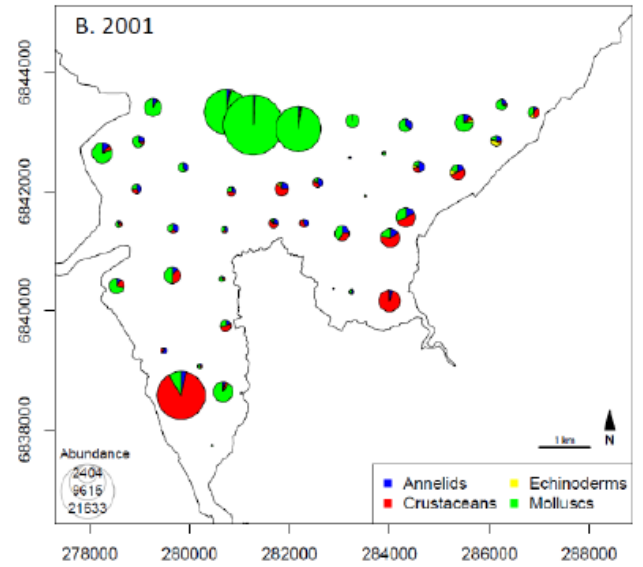 B. 2001
6844000
6842000
6840000
6838000
Abundance
2404
9615
21633
1 km
N
Annelids
Echinoderms
Crustaceans
Molluscs
278000 280000 282000 284000 286000 288000